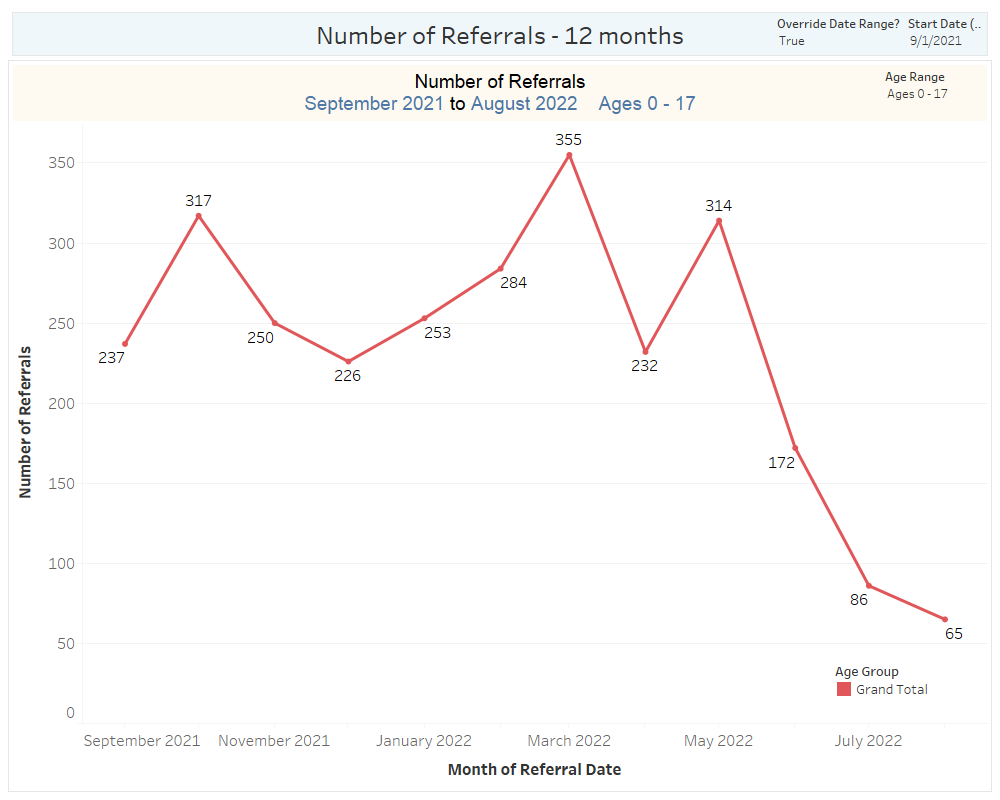 Number of Referrals - 12 months
Override Date Range?
True
Start Date (..
9/1/2021
Number of Referrals
September 2021 to August 2022 Ages 0 - 17
Age Range
Ages 0 - 17
Number of Referrals
350
300
250
200
150
100
50
0
237
317
250
226
253
284
355
232
314
172
86
65
Age Group
Grand Total
September 2021
November 2021
January 2022
March 2022
May 2022
July 2022
Month of Referral Date